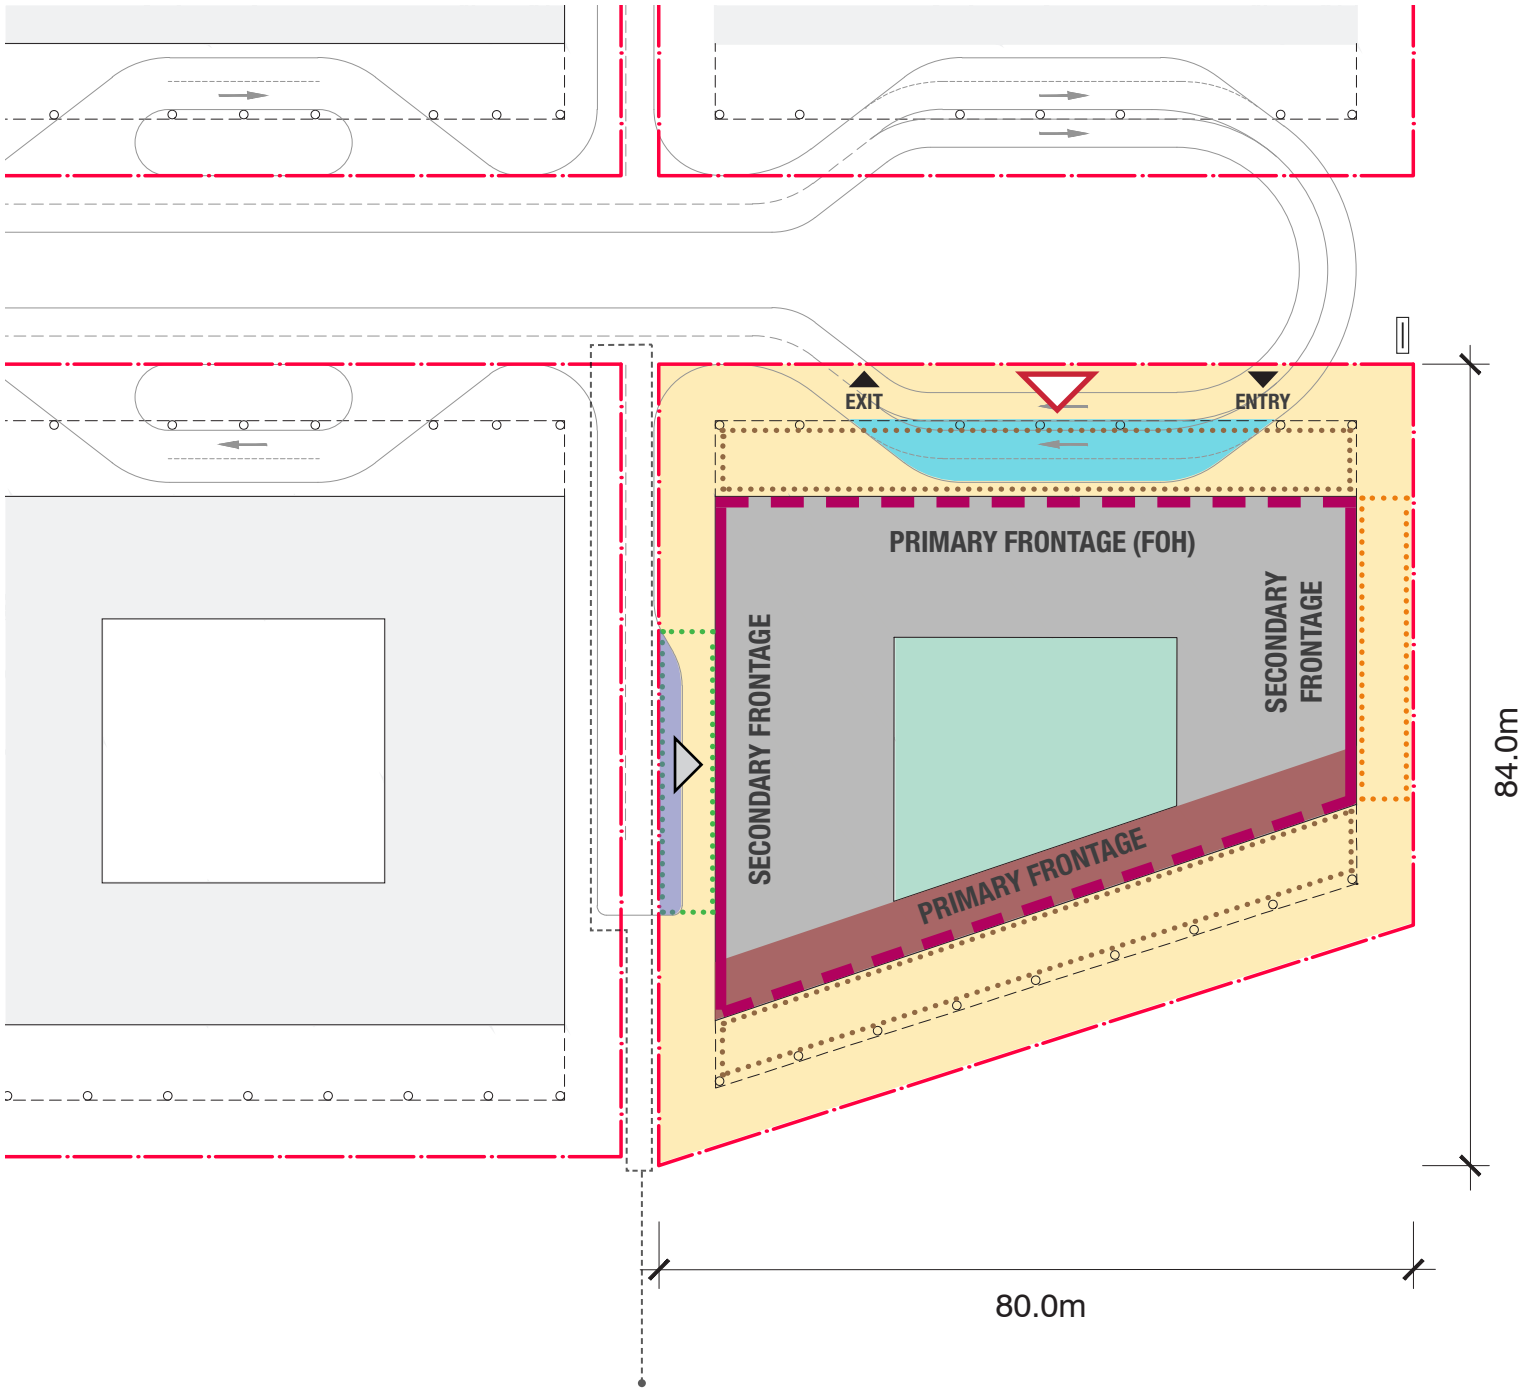 EXIT
ENTRY
PRIMARY FRONTAGE (FOH)
SECONDARY
FRONTAGE
SECONDARY FRONTAGE
84.0m
PRIMARY FRONTAGE
80.0m